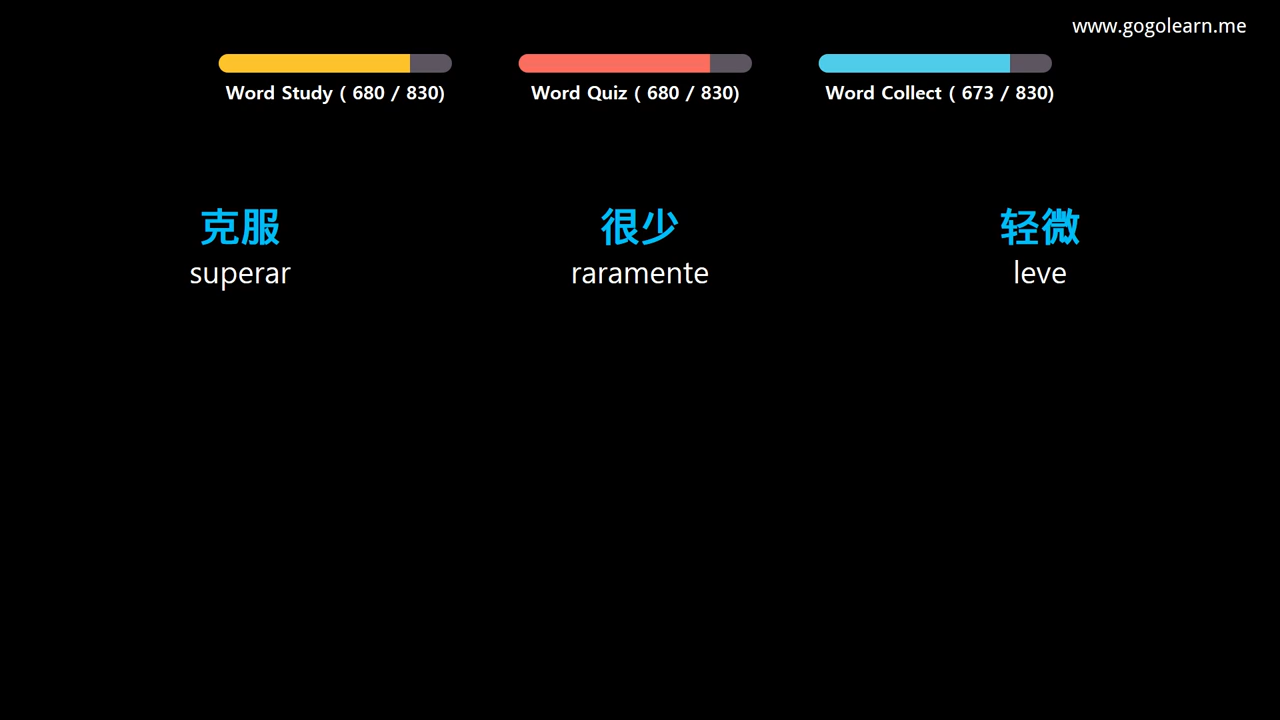 www.gogolearn.me
Word Study ( 680 / 830)
Word Quiz ( 680 / 830)
Word Collect ( 673 / 830)
克服
很少
轻微
superar
raramente
leve